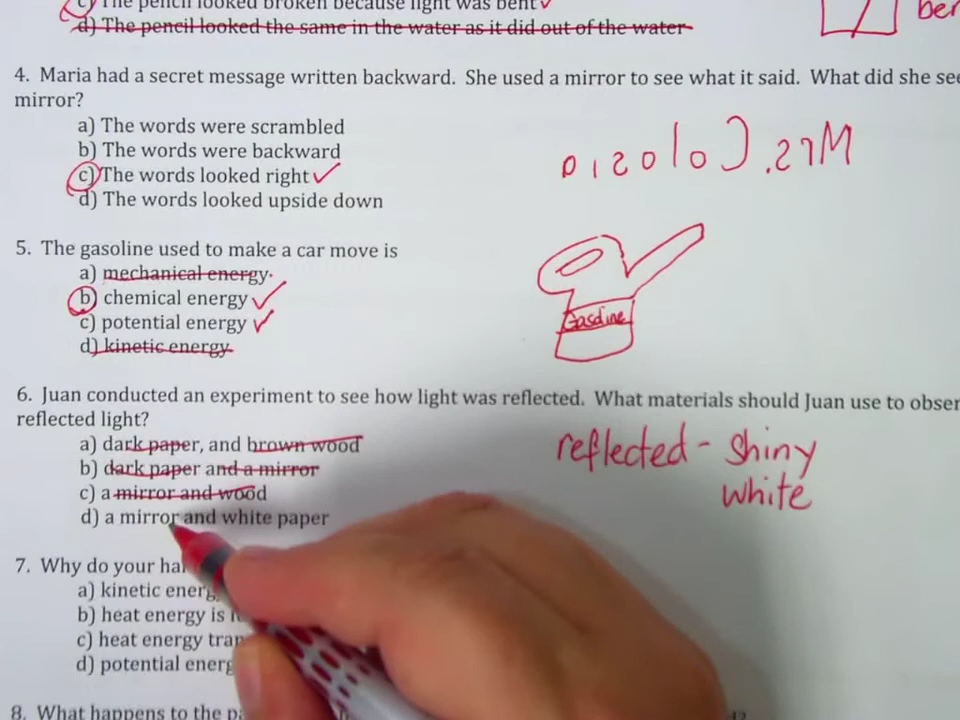 c) The pencil looked broken because light was bent
d) The pencil looked the same in the water as it did out of the water
4. Maria had a secret message written backward. She used a mirror to see what it said. What did she see
mirror?
a) The words were scrambled
b) The words were backward
c) The words looked right
d) The words looked upside down
Mrs. Colosio
5. The gasoline used to make a car move is
a) mechanical energy.
b) chemical energy
c) potential energy
d) kinetic energy
Gasoline
6. Juan conducted an experiment to see how light was reflected. What materials should Juan use to obser
reflected light?
a) dark paper, and brown wood
b) dark paper and a mirror
c) a mirror and wood
d) a mirror and white paper
reflected - shiny
white
7. Why do your
a) kinetic
b) heat energy is
c) heat energy
d) potential
8. What happens to the